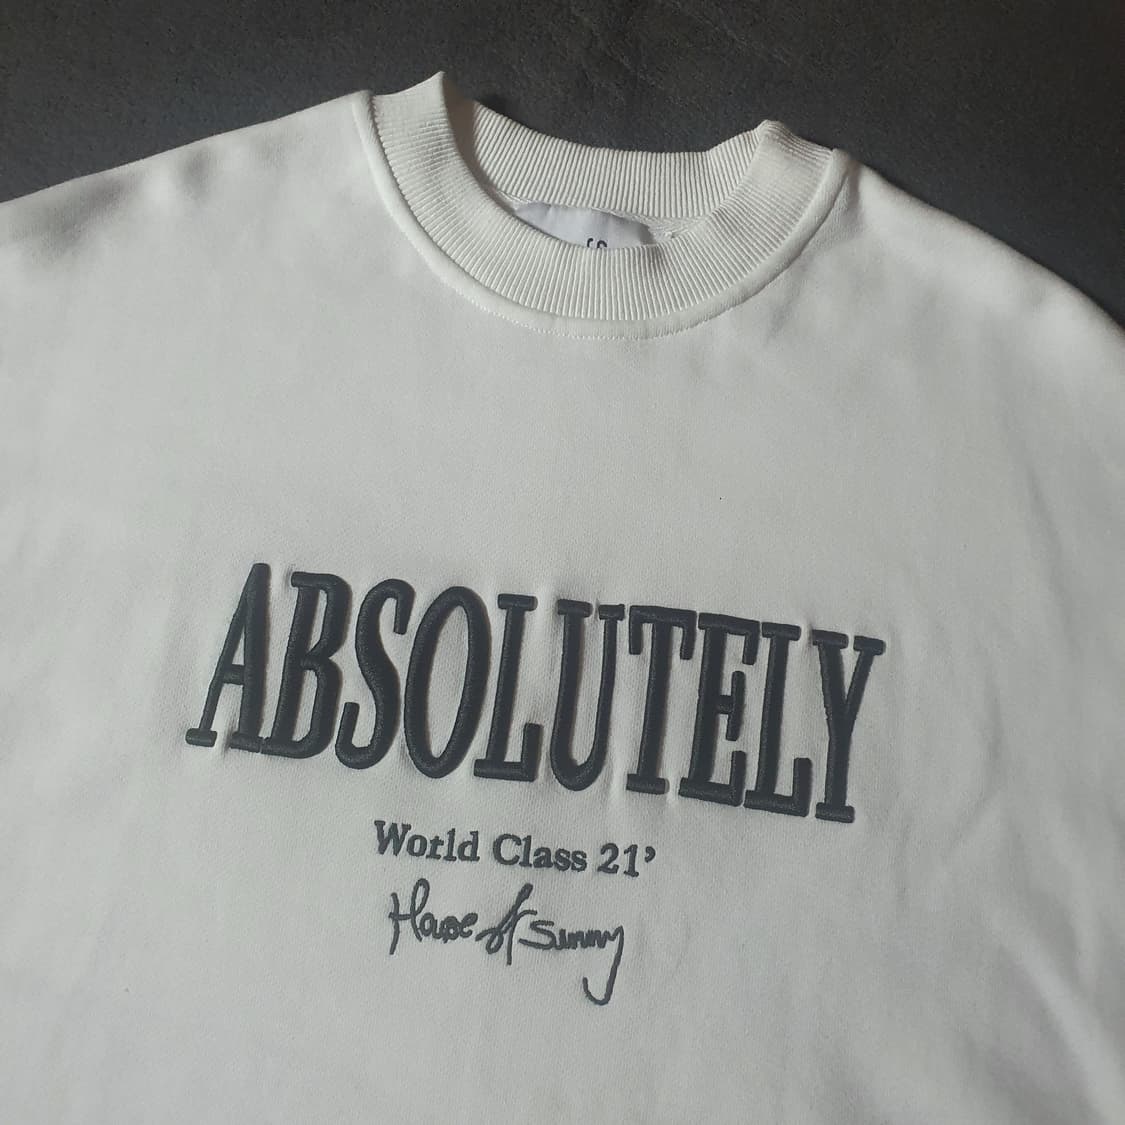 ABSOLUTELY
World Class 21’
House of Sunny